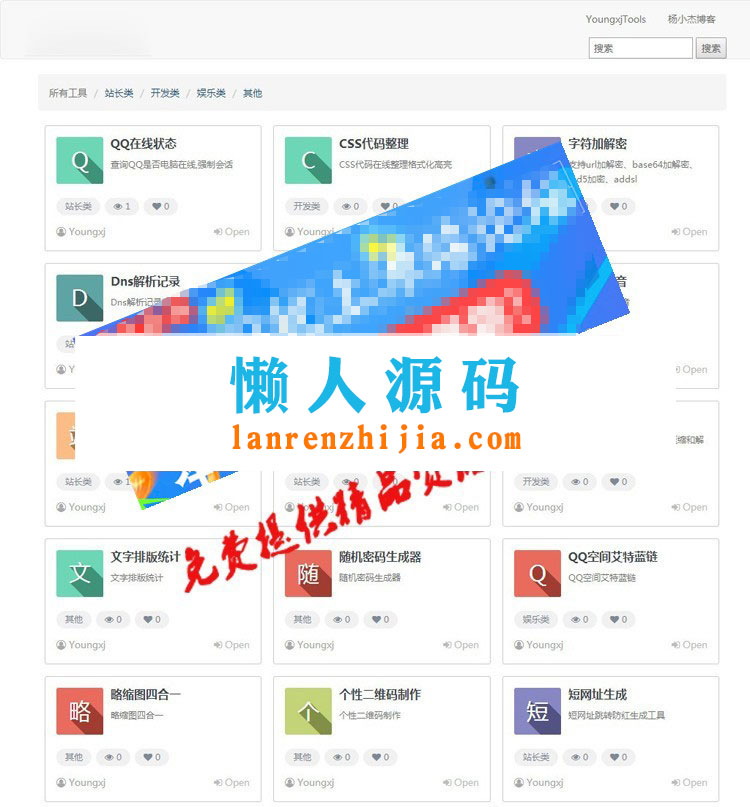 YoungxjTools 杨小杰博客
搜索 搜索
所有工具 / 站长类 / 开发类 / 娱乐类 / 其他
Q QQ在线状态
查询QQ是否电脑在线,强制会话
站长类 1 0
Youngxj Open
C CSS代码整理
CSS代码在线整理格式化高亮
开发类 0 0
Youngxj
字符加解密
支持url加解密、base64加解密、
d5加密、addsl
0
Open
D Dns解析记录
Dns解析记录
音
Open
懒人源码
lanrenzhijia.com
站长类 1
Youngxj Open
站长类 0 0
Youngxj Open
缩和解
开发类 0 0
Youngxj Open
免费提供精品资源
文 文字排版统计
文字排版统计
其他 0 0
Youngxj Open
随 随机密码生成器
随机密码生成器
其他 0 0
Youngxj Open
Q QQ空间艾特蓝链
QQ空间艾特蓝链
娱乐类 0 0
Youngxj Open
略 略缩图四合一
略缩图四合一
其他 0 0
Youngxj Open
个 个性二维码制作
个性二维码制作
其他 0 0
Youngxj Open
短 短网址生成
短网址跳转防红生成工具
站长类 0 0
Youngxj Open